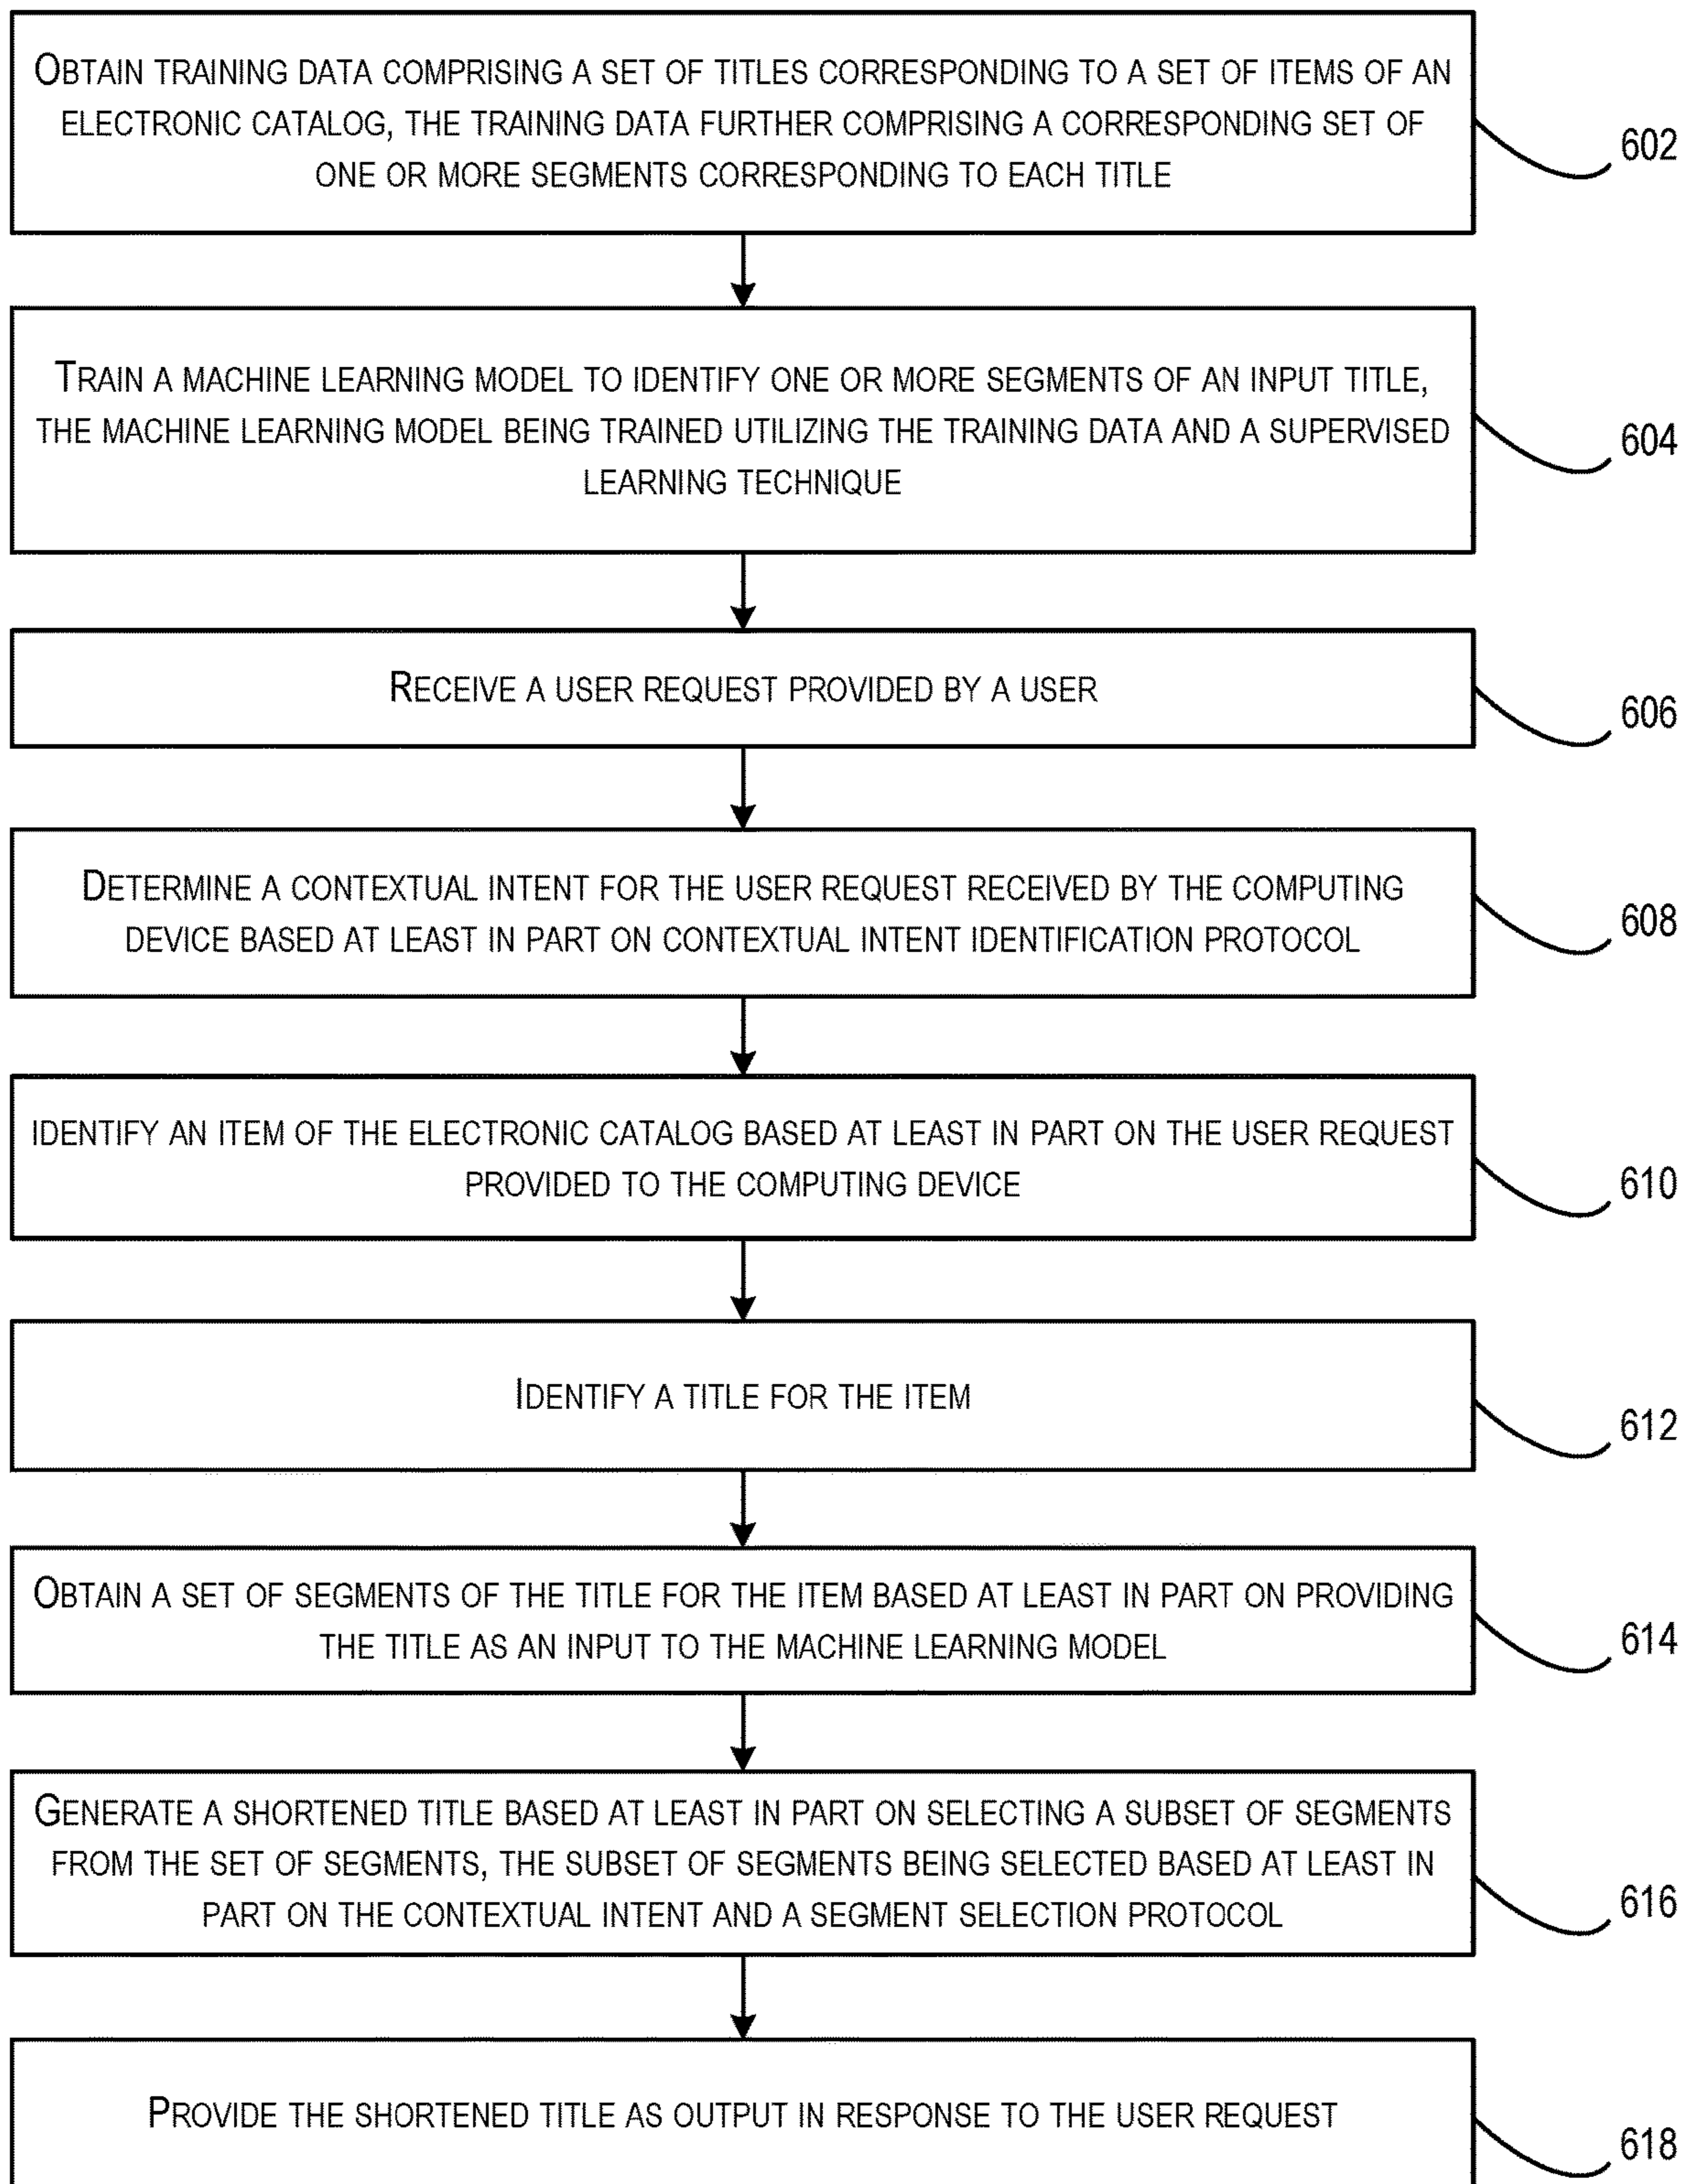 OBTAIN TRAINING DATA COMPRISING A SET OF TITLES CORRESPONDING TO A SET OF ITEMS OF AN
ELECTRONIC CATALOG, THE TRAINING DATA FURTHER COMPRISING A CORRESPONDING SET OF
ONE OR MORE SEGMENTS CORRESPONDING TO EACH TITLE
602
TRAIN A MACHINE LEARNING MODEL TO IDENTIFY ONE OR MORE SEGMENTS OF AN INPUT TITLE,
THE MACHINE LEARNING MODEL BEING TRAINED UTILIZING THE TRAINING DATA AND A SUPERVISED
LEARNING TECHNIQUE
604
RECEIVE A USER REQUEST PROVIDED BY A USER
606
DETERMINE A CONTEXTUAL INTENT FOR THE USER REQUEST RECEIVED BY THE COMPUTING
DEVICE BASED AT LEAST IN PART ON CONTEXTUAL INTENT IDENTIFICATION PROTOCOL
608
IDENTIFY AN ITEM OF THE ELECTRONIC CATALOG BASED AT LEAST IN PART ON THE USER REQUEST
PROVIDED TO THE COMPUTING DEVICE
610
IDENTIFY A TITLE FOR THE ITEM
612
OBTAIN A SET OF SEGMENTS OF THE TITLE FOR THE ITEM BASED AT LEAST IN PART ON PROVIDING
THE TITLE AS AN INPUT TO THE MACHINE LEARNING MODEL
614
GENERATE A SHORTENED TITLE BASED AT LEAST IN PART ON SELECTING A SUBSET OF SEGMENTS
FROM THE SET OF SEGMENTS, THE SUBSET OF SEGMENTS BEING SELECTED BASED AT LEAST IN
PART ON THE CONTEXTUAL INTENT AND A SEGMENT SELECTION PROTOCOL
616
PROVIDE THE SHORTENED TITLE AS OUTPUT IN RESPONSE TO THE USER REQUEST
618